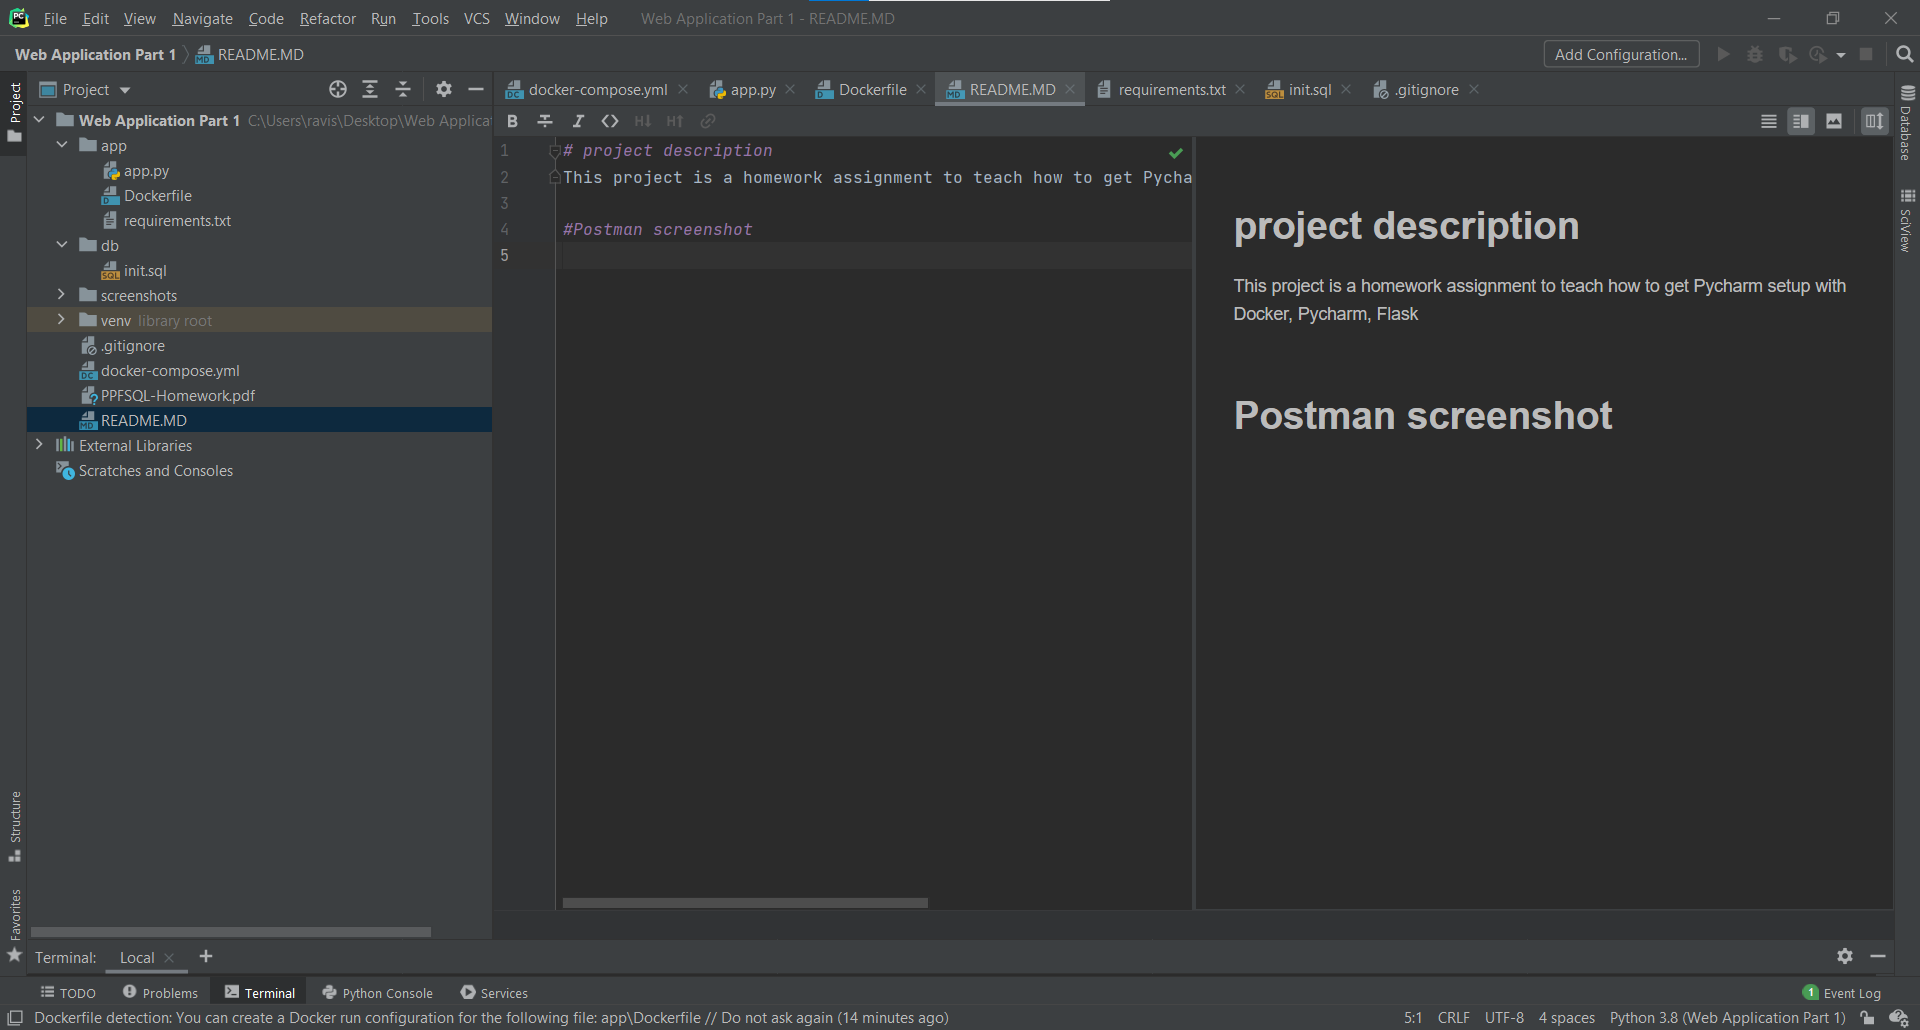 File Edit View Navigate Code Refactor Run Tools VCS Window Help Web Application Part 1 - README.MD
Web Application Part 1 README.MD Add Configuration...
Project
Project
docker-compose.yml app.py Dockerfile README.MD requirements.txt init.sql .gitignore
Web Application Part 1 C:\Users\ravis\Desktop\Web Applica
app
app.py
Dockerfile
requirements.txt
db
init.sql
screenshots
venv library root
.gitignore
docker-compose.yml
PPFSQL-Homework.pdf
README.MD
External Libraries
Scratches and Consoles
1 # project description
2 This project is a homework assignment to teach how to get Pycha
3
4 #Postman screenshot
5
project description
This project is a homework assignment to teach how to get Pycharm setup with
Docker, Pycharm, Flask
Postman screenshot
Database
SciView
Structure
Favorites
Terminal: Local
TODO Problems Terminal Python Console Services 1 Event Log
Dockerfile detection: You can create a Docker run configuration for the following file: app\Dockerfile // Do not ask again (14 minutes ago) 5:1 CRLF UTF-8 4 spaces Python 3.8 (Web Application Part 1)